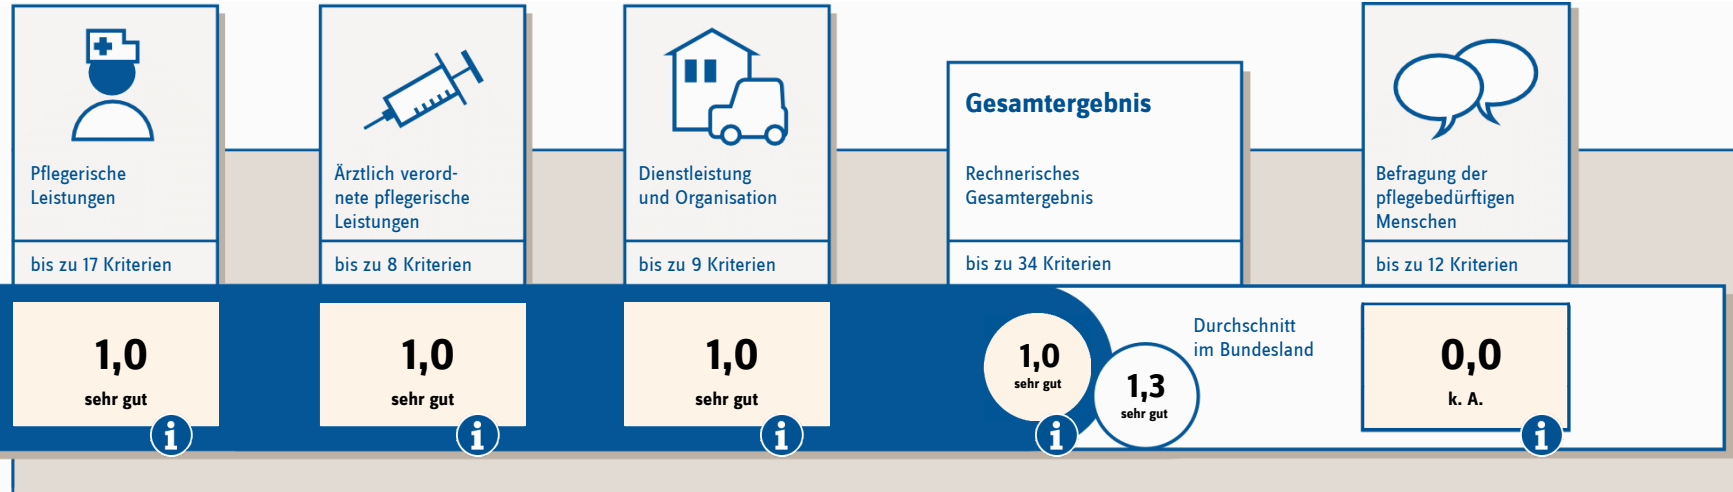 Pflegerische
Leistungen
bis zu 17 Kriterien
1,0
sehr gut
i
Ärztlich verord-
nete pflegerische
Leistungen
bis zu 8 Kriterien
1,0
sehr gut
i
Dienstleistung
und Organisation
bis zu 9 Kriterien
1,0
sehr gut
i
Gesamtergebnis
Rechnerisches
Gesamtergebnis
bis zu 34 Kriterien
1,0
sehr gut
i
1,3
sehr gut
Durchschnitt
im Bundesland
Befragung der
pflegebedürftigen
Menschen
bis zu 12 Kriterien
0,0
k. A.
i